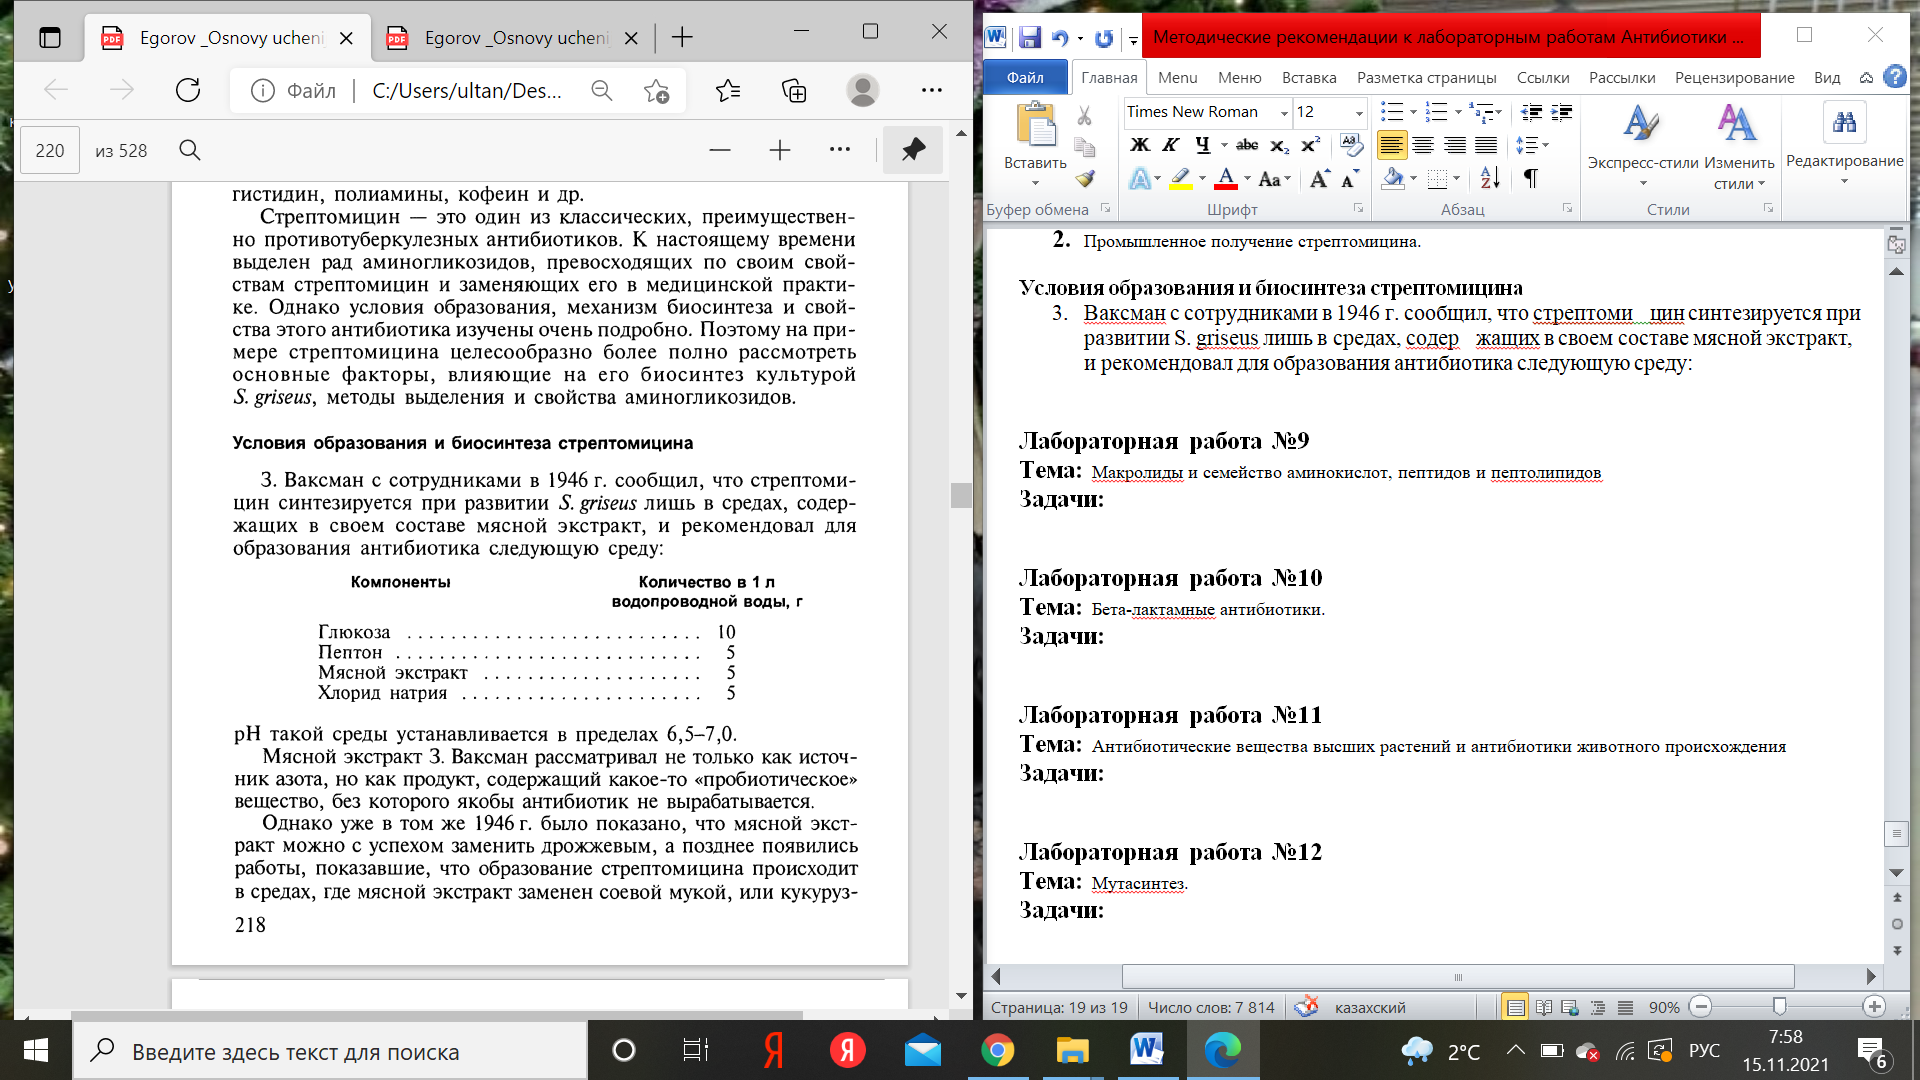 Egorov _Osnovy ucheni
Egorov _Osnovy ucheni
Файл
C:/Users/ultan/Des...
220
из 528
гистидин, полиамины, кофеин и др.
Стрептомицин — это один из классических, преимуществен-
но противотуберкулезных антибиотиков. К настоящему времени
выделен рад аминогликозидов, превосходящих по своим свой-
ствам стрептомицин и заменяющих его в медицинской практи-
ке. Однако условия образования, механизм биосинтеза и свой-
ства этого антибиотика изучены очень подробно. Поэтому на при-
мере стрептомицина целесообразно более полно рассмотреть
основные факторы, влияющие на его биосинтез культурой
S. griseus, методы выделения и свойства аминогликозидов.
Условия образования и биосинтеза стрептомицина
З. Ваксман с сотрудниками в 1946 г. сообщил, что стрептоми-
цин синтезируется при развитии S. griseus лишь в средах, содер-
жащих в своем составе мясной экстракт, и рекомендовал для
образования антибиотика следующую среду:
Компоненты Количество в 1 л
водопроводной воды, г
Глюкоза . . . . . . . . . . . . . . . . . . . . . . . . . . . 10
Пептон . . . . . . . . . . . . . . . . . . . . . . . . . . . . 5
Мясной экстракт . . . . . . . . . . . . . . . . . . . . 5
Хлорид натрия . . . . . . . . . . . . . . . . . . . . . . 5
pH такой среды устанавливается в пределах 6,5–7,0.
Мясной экстракт З. Ваксман рассматривал не только как источ-
ник азота, но как продукт, содержащий какое-то «пробиотическое»
вещество, без которого якобы антибиотик не вырабатывается.
Однако уже в том же 1946 г. было показано, что мясной экст-
ракт можно с успехом заменить дрожжевым, а позднее появились
работы, показавшие, что образование стрептомицина происходит
в средах, где мясной экстракт заменен соевой мукой, или кукуруз-
218
Методические рекомендации к лабораторным работам Антибиотики ...
Файл
Главная
Menu
Меню
Вставка
Разметка страницы
Ссылки
Рассылки
Рецензирование
Вид
Times New Roman
12
Вставить
Буфер обмена
Шрифт
Абзац
Экспресс-стили
Изменить
стили
Стили
Редактирование
2. Промышленное получение стрептомицина.
Условия образования и биосинтеза стрептомицина
3. Ваксман с сотрудниками в 1946 г. сообщил, что стрептоми цин синтезируется при
развитии S. griseus лишь в средах, содер жащих в своем составе мясной экстракт,
и рекомендовал для образования антибиотика следующую среду:
Лабораторная работа №9
Тема: Макролиды и семейство аминокислот, пептидов и пептолипидов
Задачи:
Лабораторная работа №10
Тема: Бета-лактамные антибиотики.
Задачи:
Лабораторная работа №11
Тема: Антибиотические вещества высших растений и антибиотики животного происхождения
Задачи:
Лабораторная работа №12
Тема: Мутасинтез.
Задачи:
Страница: 19 из 19
Число слов: 7 814
казахский
90%
Введите здесь текст для поиска
2°C
РУС
7:58
15.11.2021
6